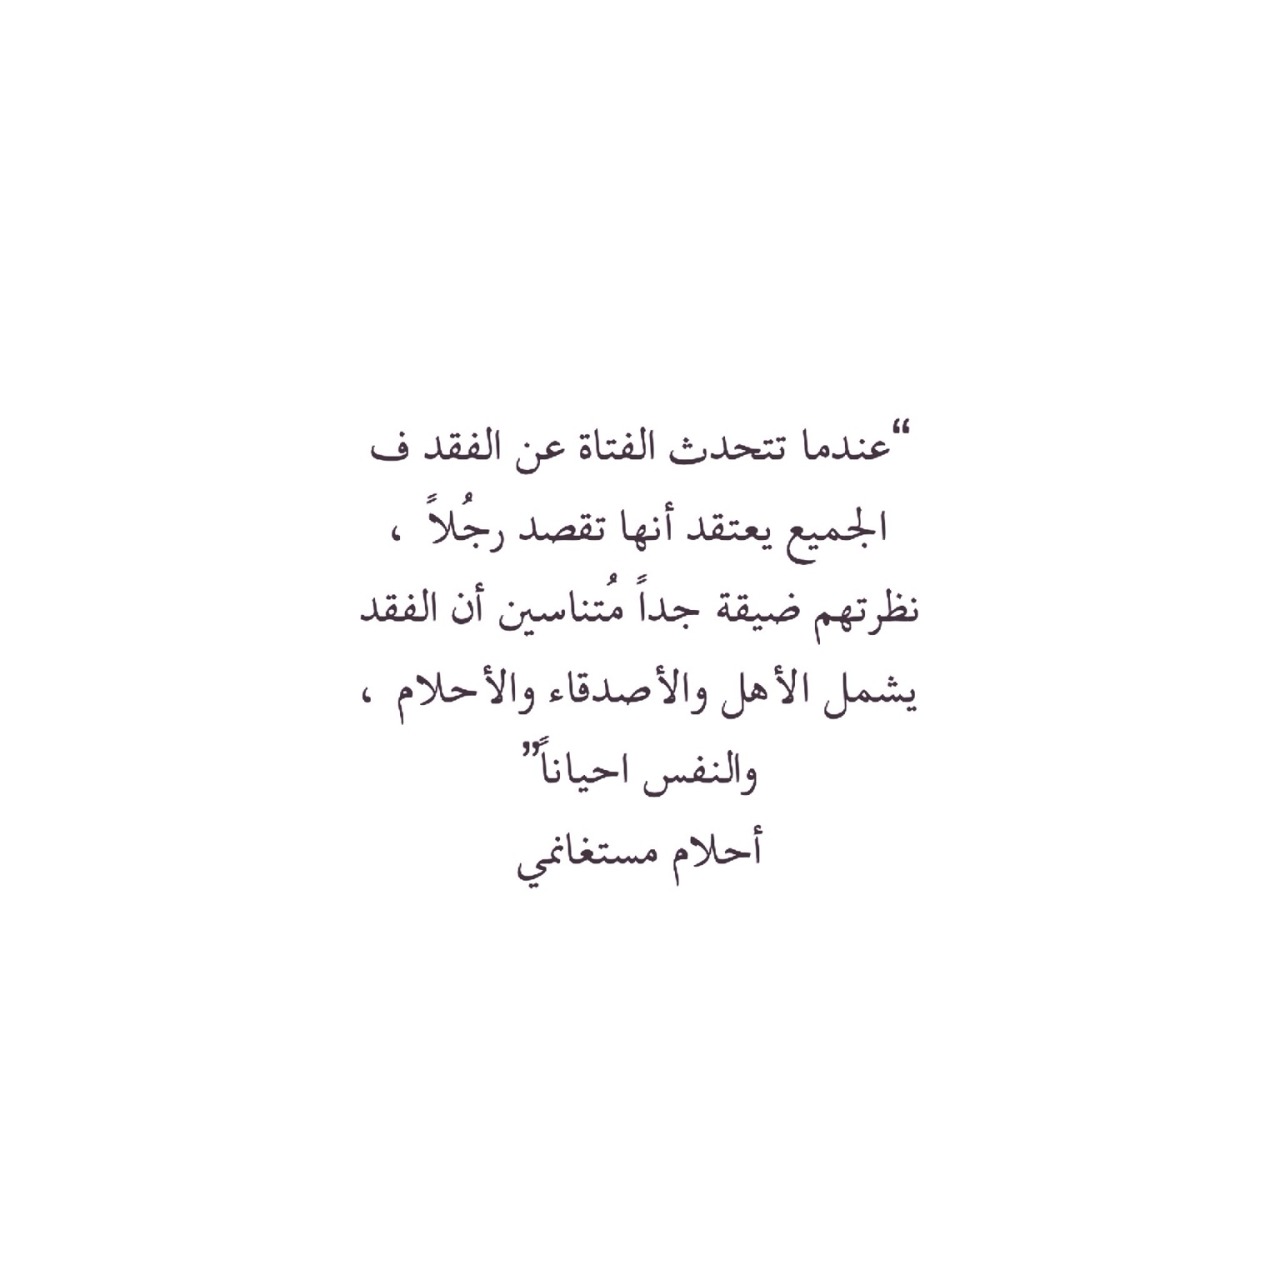 “عندما تتحدث الفتاة عن الفقد ف
الجميع يعتقد أنها تقصد رجُلاً ،
نظرتهم ضيقة جداً مُتناسين أن الفقد
يشمل الأهل والأصدقاء والأحلام ،
والنفس احياناً”
أحلام مستغانمي